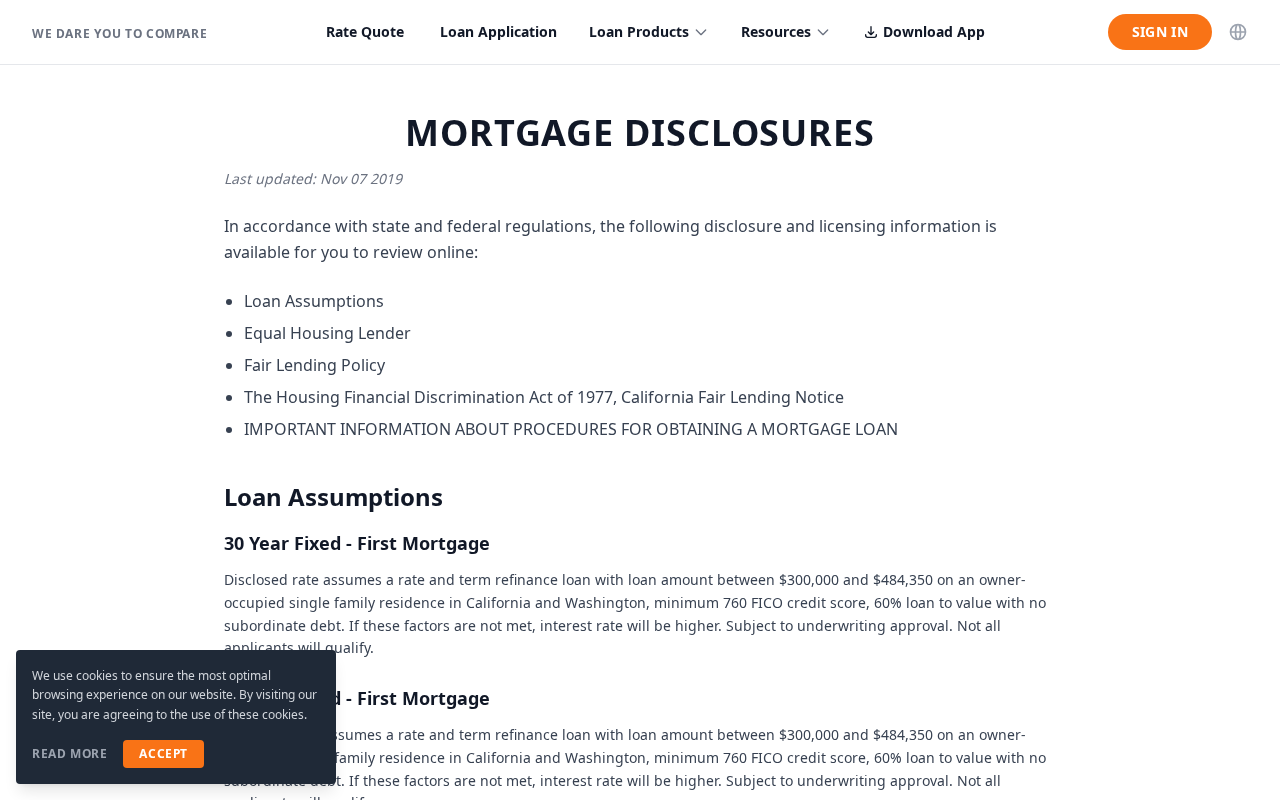 WE DARE YOU TO COMPARE
Rate Quote
Loan Application
Loan Products
Resources
Download App
SIGN IN
MORTGAGE DISCLOSURES
Last updated: Nov 07 2019
In accordance with state and federal regulations, the following disclosure and licensing information is
available for you to review online:
Loan Assumptions
Equal Housing Lender
Fair Lending Policy
The Housing Financial Discrimination Act of 1977, California Fair Lending Notice
IMPORTANT INFORMATION ABOUT PROCEDURES FOR OBTAINING A MORTGAGE LOAN
Loan Assumptions
30 Year Fixed - First Mortgage
Disclosed rate assumes a rate and term refinance loan with loan amount between $300,000 and $484,350 on an owner-
occupied single family residence in California and Washington, minimum 760 FICO credit score, 60% loan to value with no
subordinate debt. If these factors are not met, interest rate will be higher. Subject to underwriting approval. Not all
applicants will qualify.
- First Mortgage
a rate and term refinance loan with loan amount between $300,000 and $484,350 on an owner-
family residence in California and Washington, minimum 760 FICO credit score, 60% loan to value with no
If these factors are not met, interest rate will be higher. Subject to underwriting approval. Not all
We use cookies to ensure the most optimal
browsing experience on our website. By visiting our
site, you are agreeing to the use of these cookies.
READ MORE
ACCEPT